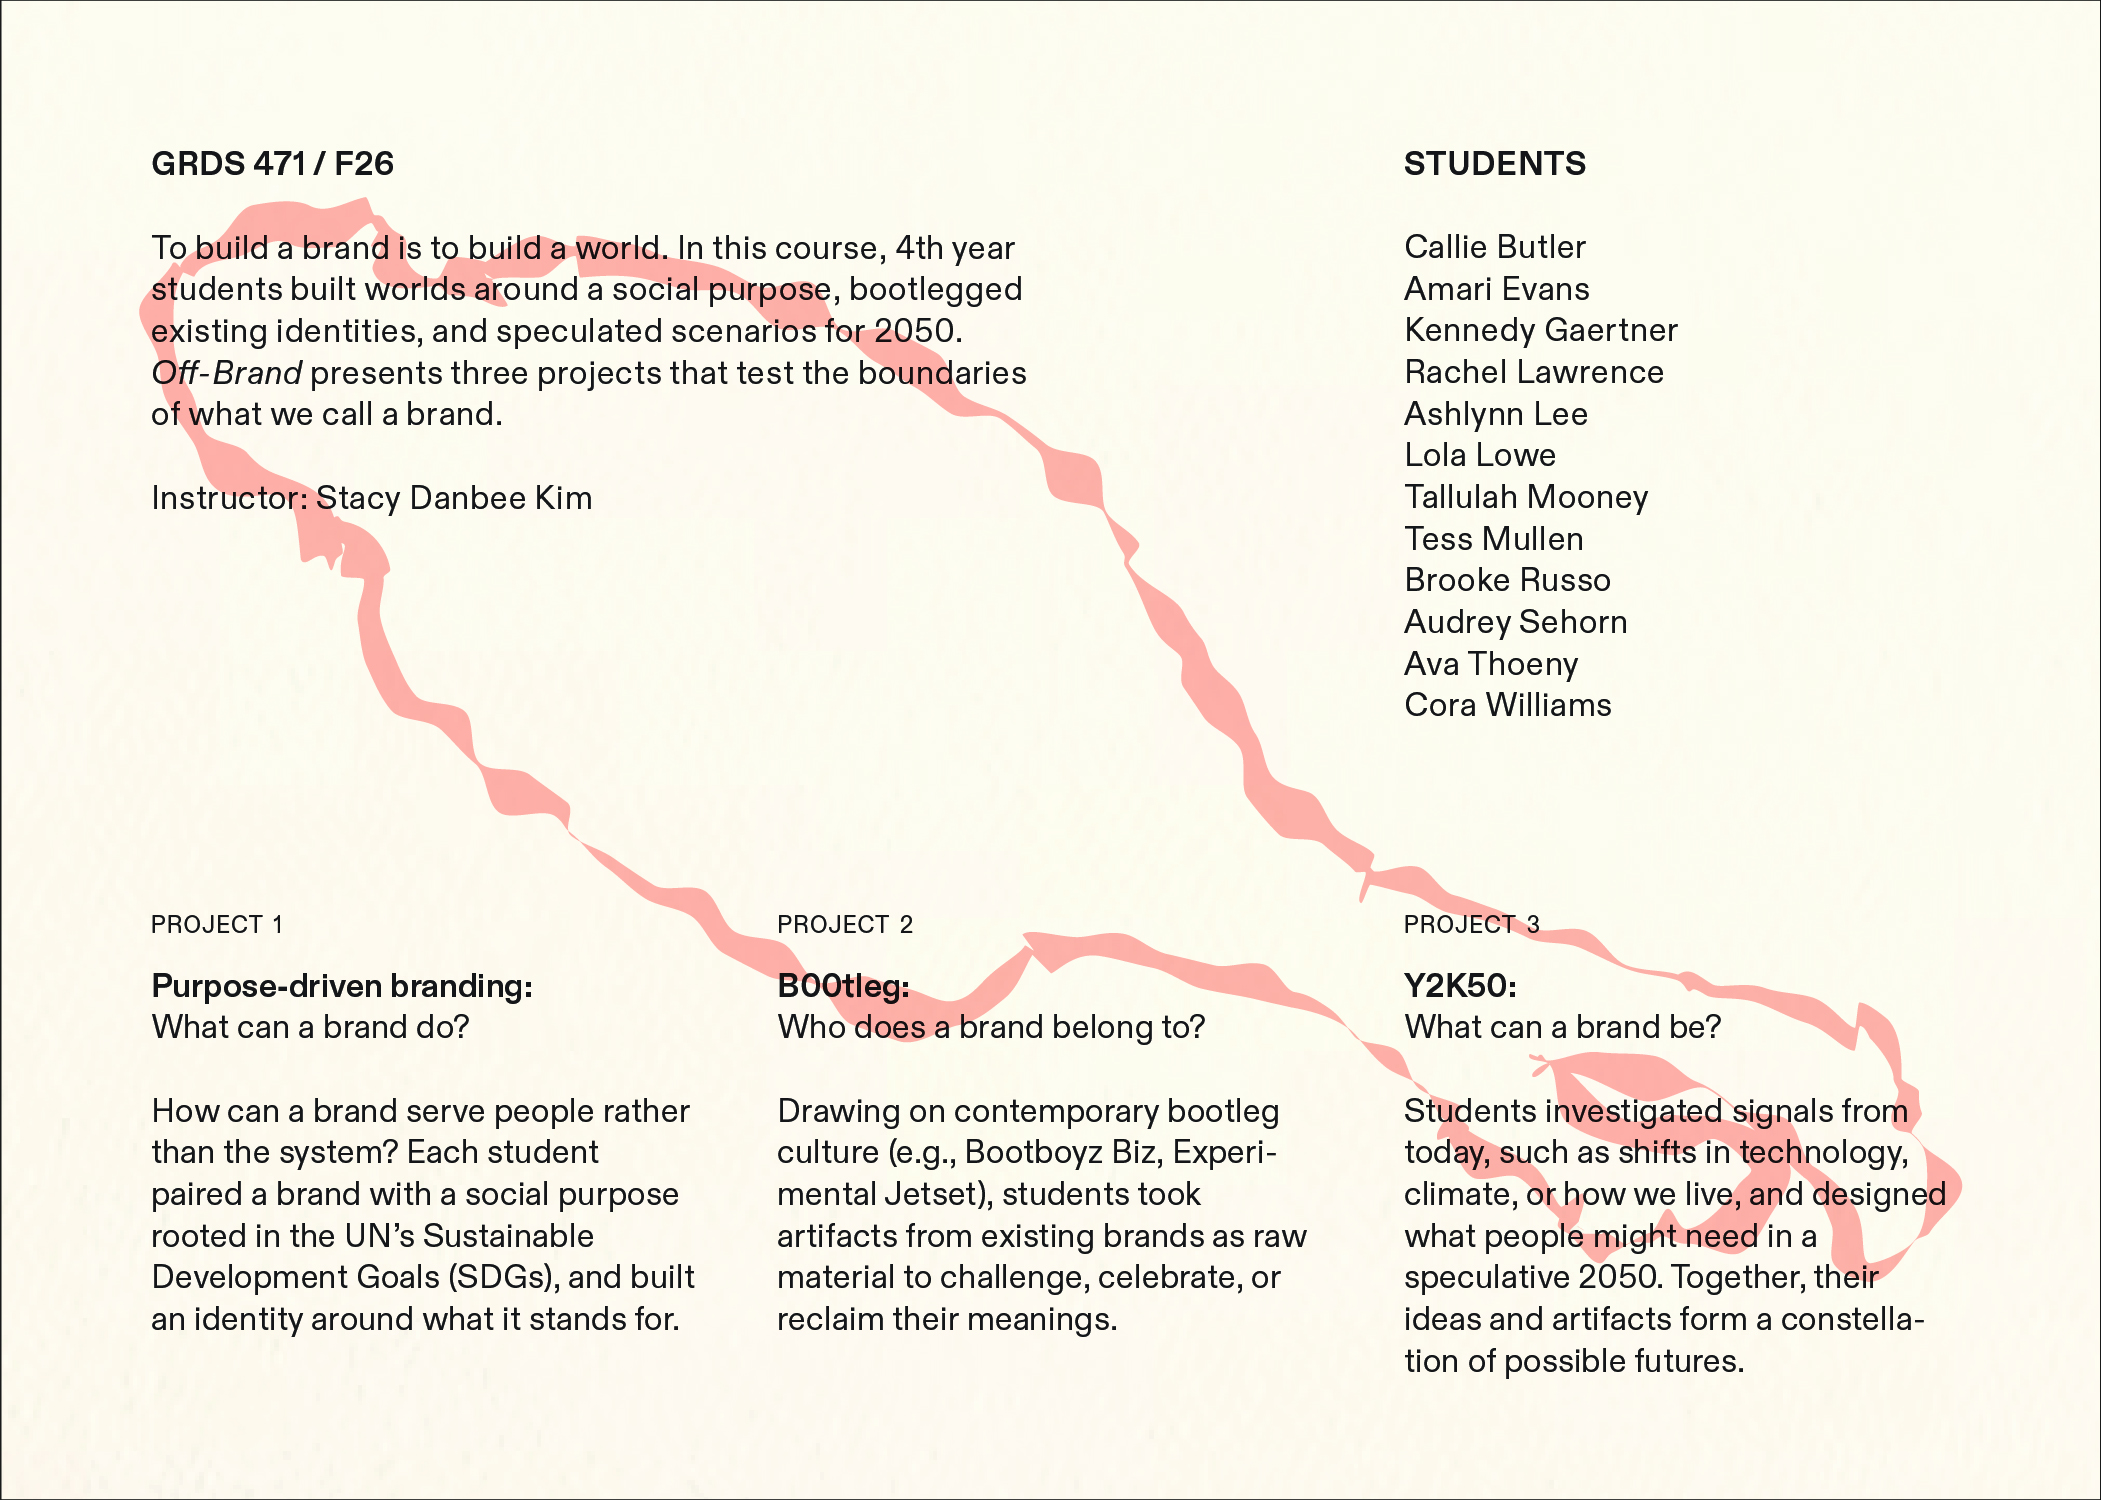 GRDS 471 / F26
To build a brand is to build a world. In this course, 4th year
students built worlds around a social purpose, bootlegged
existing identities, and speculated scenarios for 2050.
Off-Brand presents three projects that test the boundaries
of what we call a brand.
Instructor: Stacy Danbee Kim
STUDENTS
Callie Butler
Amari Evans
Kennedy Gaertner
Rachel Lawrence
Ashlynn Lee
Lola Lowe
Tallulah Mooney
Tess Mullen
Brooke Russo
Audrey Sehorn
Ava Thoeny
Cora Williams
PROJECT 1
Purpose-driven branding:
What can a brand do?
How can a brand serve people rather
than the system? Each student
paired a brand with a social purpose
rooted in the UN’s Sustainable
Development Goals (SDGs), and built
an identity around what it stands for.
PROJECT 2
B00tleg:
Who does a brand belong to?
Drawing on contemporary bootleg
culture (e.g., Bootboyz Biz, Experi-
mental Jetset), students took
artifacts from existing brands as raw
material to challenge, celebrate, or
reclaim their meanings.
PROJECT 3
Y2K50:
What can a brand be?
Students investigated signals from
today, such as shifts in technology,
climate, or how we live, and designed
what people might need in a
speculative 2050. Together, their
ideas and artifacts form a constella-
tion of possible futures.